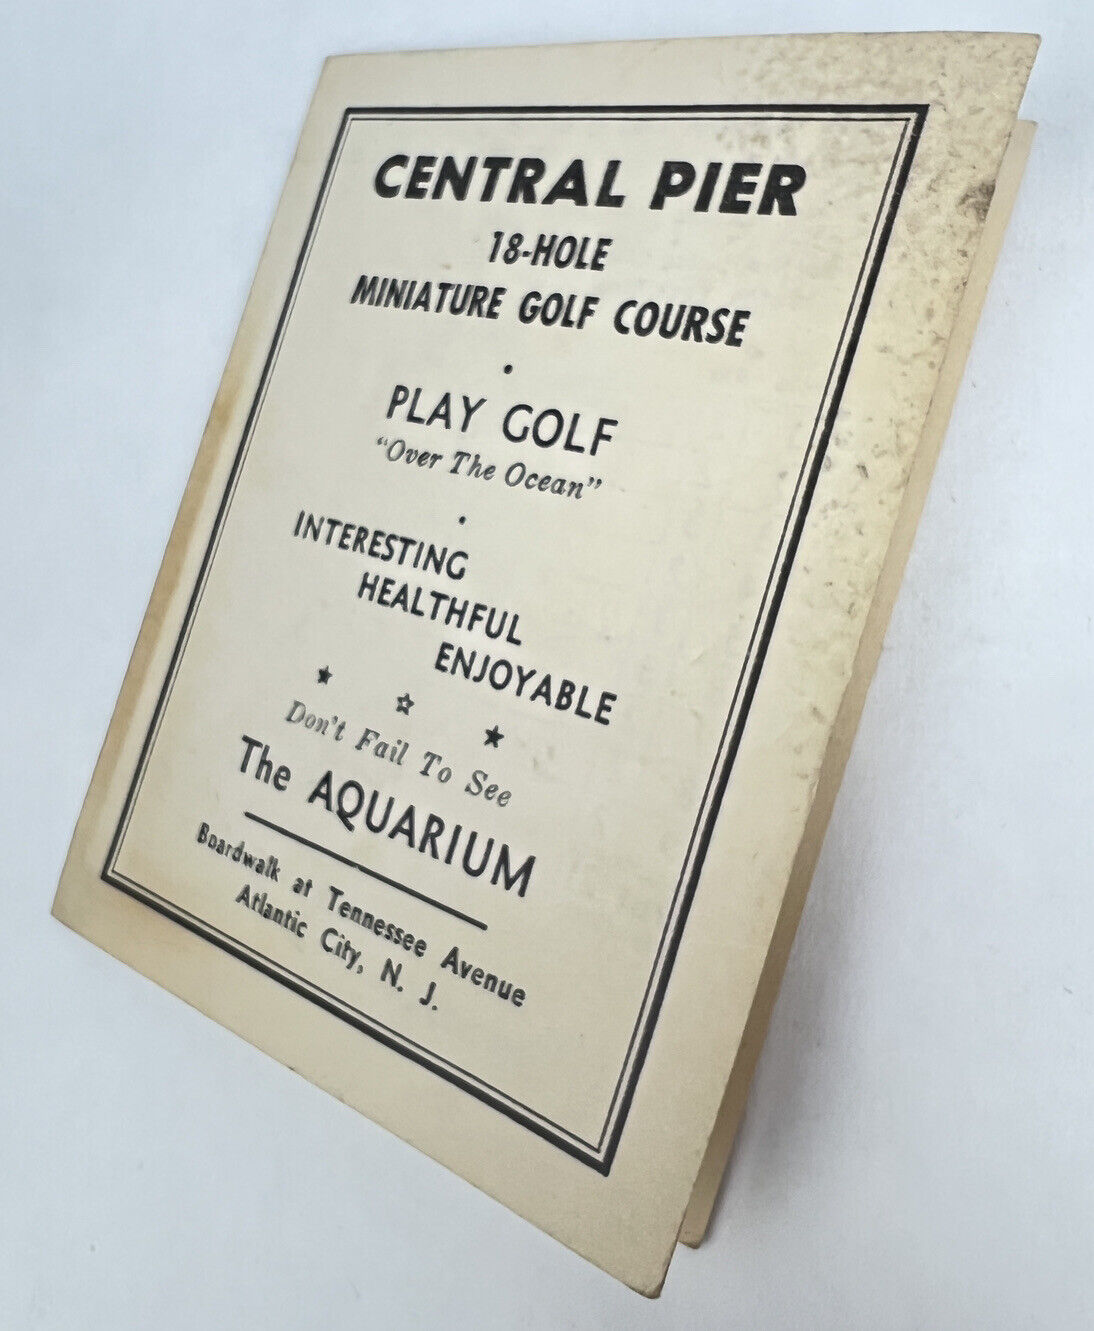 CENTRAL PIER
18-HOLE
MINIATURE GOLF COURSE
PLAY GOLF
"Over The Ocean"
INTERESTING
HEALTHFUL
ENJOYABLE
Don't Fail To See
The AQUARIUM
Boardwalk at Tennessee Avenue
Atlantic City, N. J.